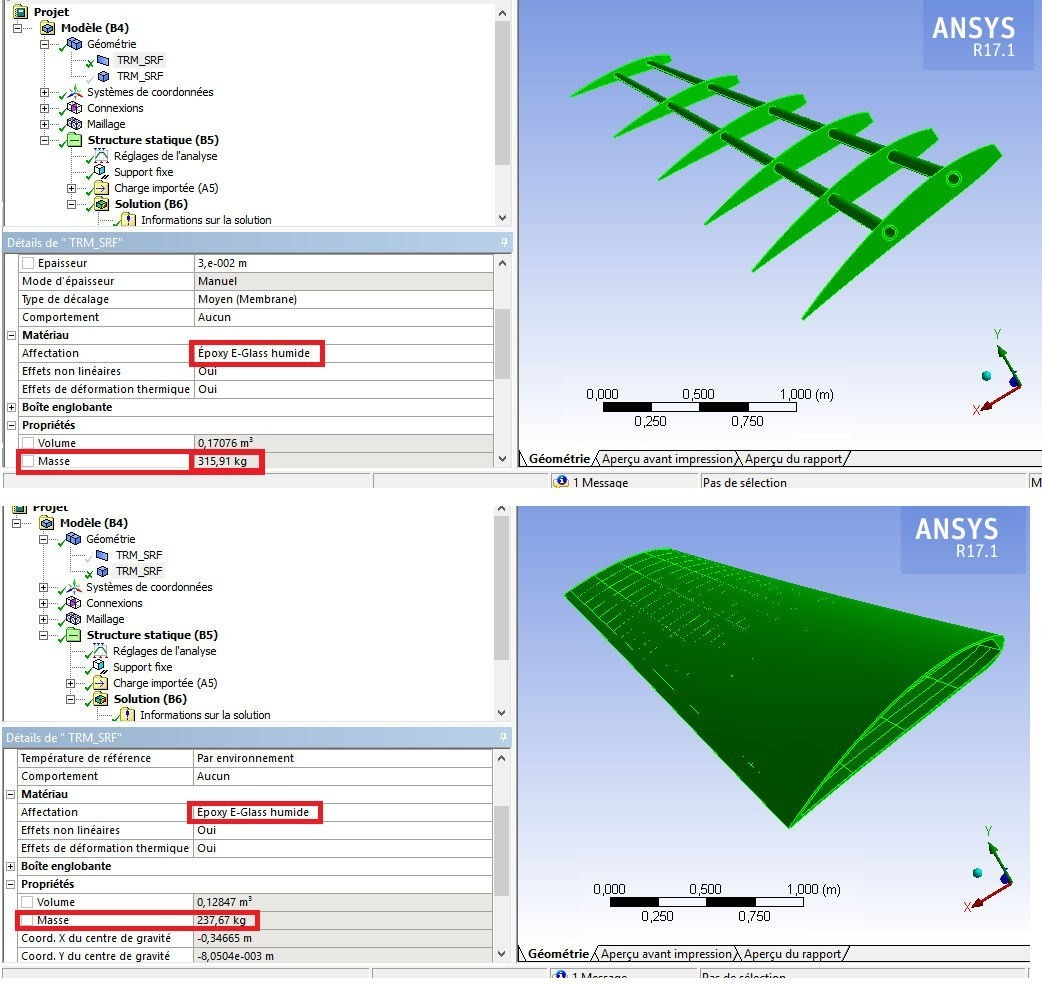 Projet
Modèle (B4)
Géométrie
TRM_SRF
TRM_SRF
Systèmes de coordonnées
Connexions
Maillage
Structure statique (B5)
Réglages de l'analyse
Support fixe
Charge importée (A5)
Solution (B6)
Informations sur la solution
Détails de " TRM_SRF"
Epaisseur 3,e-002 m
Mode d'épaisseur Manuel
Type de décalage Moyen (Membrane)
Comportement Aucun
Matériau
Affectation Époxy E-Glass humide
Effets non linéaires Oui
Effets de déformation thermique Oui
Boîte englobante
Propriétés
Volume 0,17076 m³
Masse 315,91 kg
ANSYS
R17.1
Y
X
0,000 0,500 1,000 (m)
0,250 0,750
Géométrie Aperçu avant impression Aperçu du rapport
1 Message Pas de sélection M
Projet
Modèle (B4)
Géométrie
TRM_SRF
TRM_SRF
Systèmes de coordonnées
Connexions
Maillage
Structure statique (B5)
Réglages de l'analyse
Support fixe
Charge importée (A5)
Solution (B6)
Informations sur la solution
Détails de " TRM_SRF"
Température de référence Par environnement
Comportement Aucun
Matériau
Affectation Époxy E-Glass humide
Effets non linéaires Oui
Effets de déformation thermique Oui
Boîte englobante
Propriétés
Volume 0,12847 m³
Masse 237,67 kg
Coord. X du centre de gravité -0,34665 m
Coord. Y du centre de gravité -8,0504e-003 m
ANSYS
R17.1
Y
X
0,000 0,500 1,000 (m)
0,250 0,750
Géométrie Aperçu avant impression Aperçu du rapport
1 Message Pas de sélection